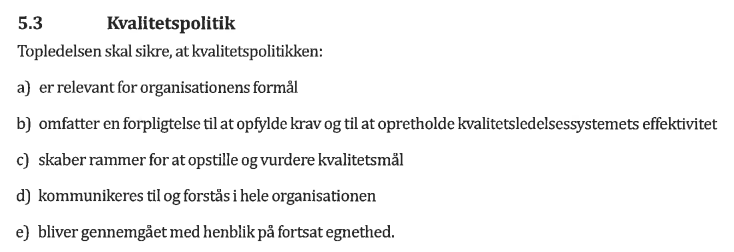 5.3 Kvalitetspolitik
Topledelsen skal sikre, at kvalitetspolitikken:
a) er relevant for organisationens formål
b) omfatter en forpligtelse til at opfylde krav og til at opretholde kvalitetsledelsessystemets effektivitet
c) skaber rammer for at opstille og vurdere kvalitetsmål
d) kommunikeres til og forstås i hele organisationen
e) bliver gennemgået med henblik på fortsat egnethed.